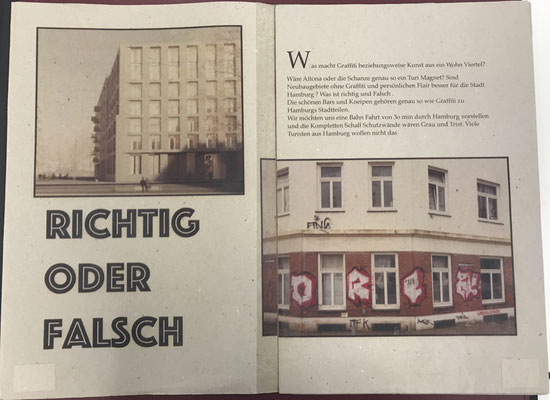 RICHTIG
ODER
FALSCH
Was macht Graffiti beziehungsweise Kunst aus ein Wohn Viertel?
Wäre Altona oder die Schanze genau so ein Turi Magnet? Sind
Neubaugebiete ohne Graffiti und persönlichen Flair besser für die Stadt
Hamburg ? Was ist richtig und Falsch .
Die schönen Bars und Kneipen gehören genau so wie Graffiti zu
Hamburgs Stadtteilen.
Wir möchten uns eine Bahn Fahrt von 3o min durch Hamburg vorstellen
und die Kompletten Schall Schutzwände wären Grau und Trist. Viele
Turisten aus Hamburg wollen nicht das